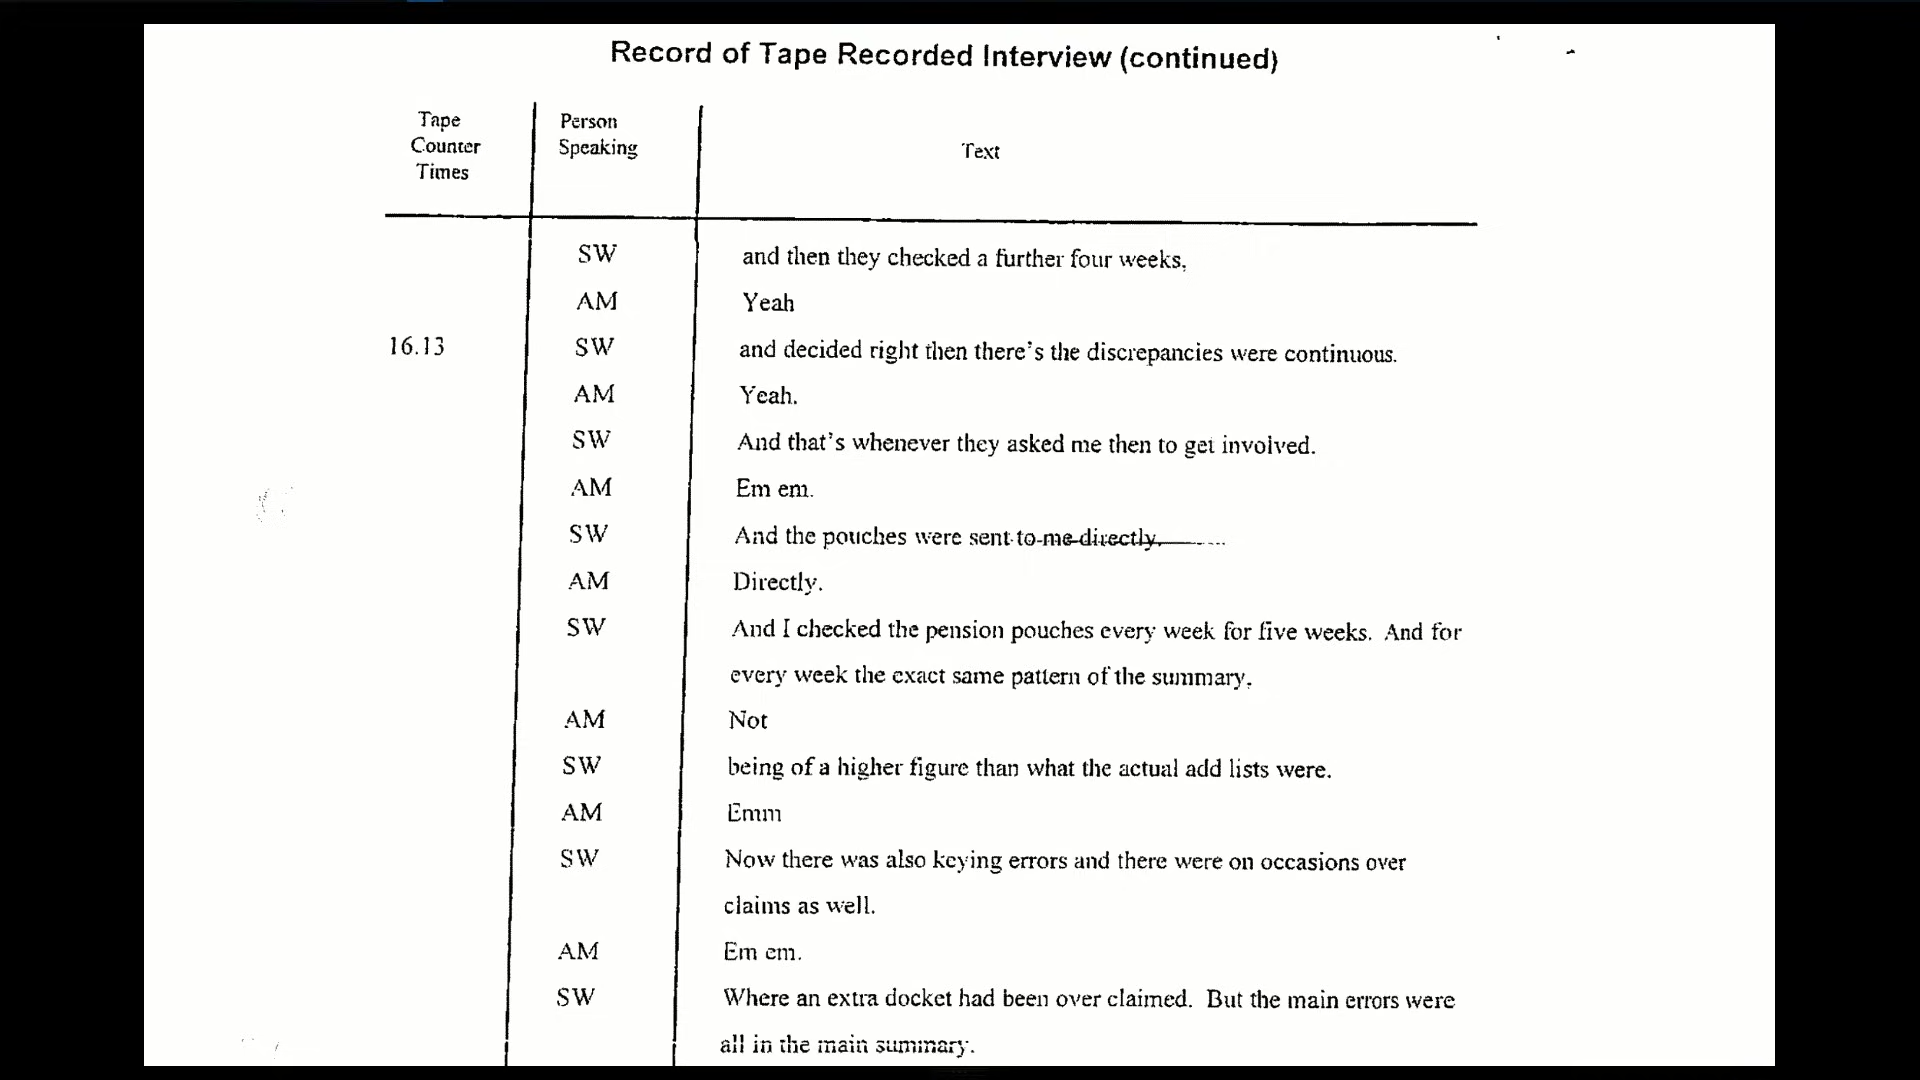 Record of Tape Recorded Interview (continued)
Tape
Counter
Times
Person
Speaking
Text
SW and then they checked a further four weeks,
AM Yeah
16.13 SW and decided right then there's the discrepancies were continuous.
AM Yeah.
SW And that's whenever they asked me then to get involved.
AM Em em.
SW And the pouches were sent to me directly.
AM Directly.
SW And I checked the pension pouches every week for five weeks. And for
every week the exact same pattern of the summary,
AM Not
SW being of a higher figure than what the actual add lists were.
AM Emm
SW Now there was also keying errors and there were on occasions over
claims as well.
AM Em em.
SW Where an extra docket had been over claimed. But the main errors were
all in the main summary.